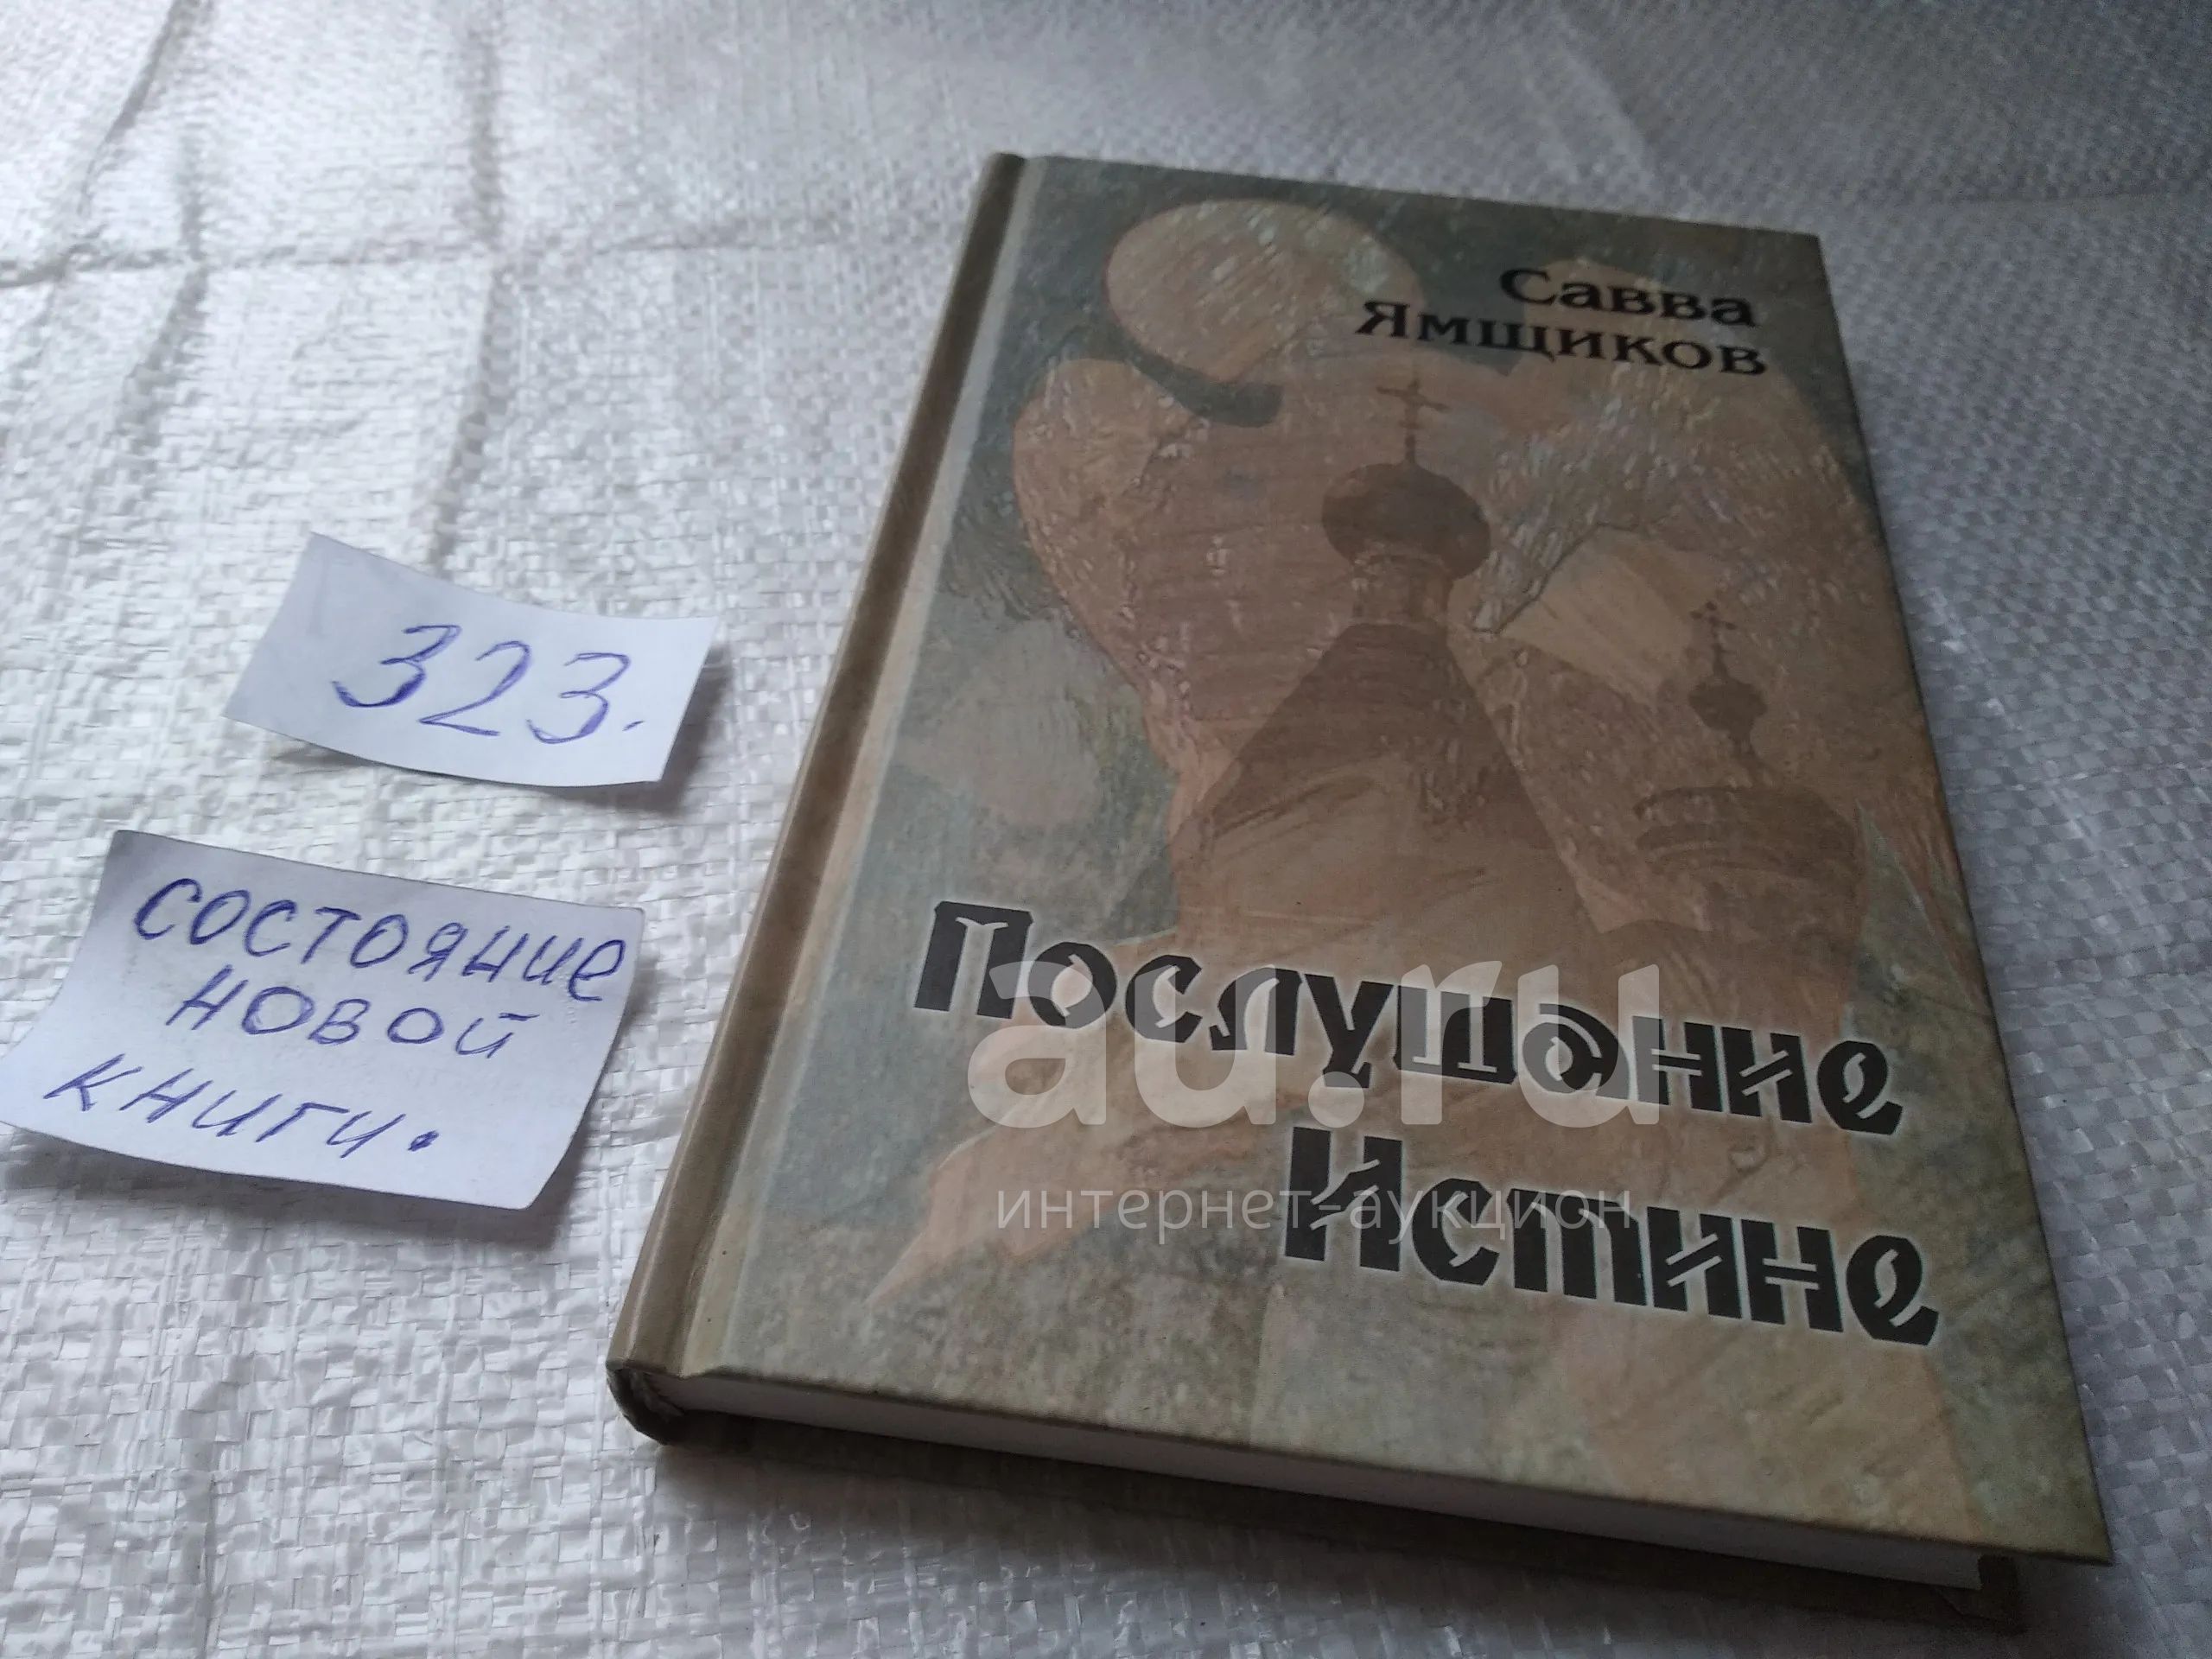 Савва
Ямщиков
323.
состояние
новой
книги.
Послушание
Истине
au.ru
интернет-аукцион